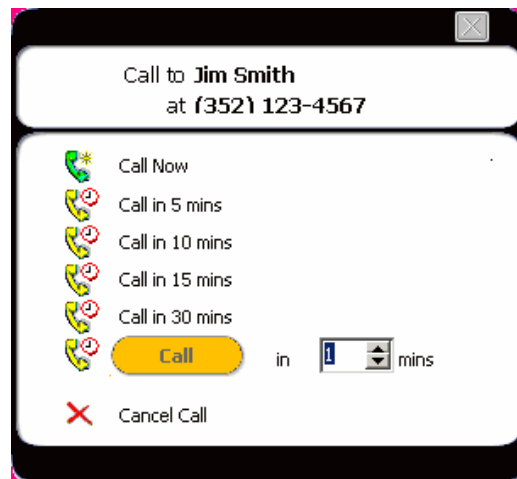 Call to Jim Smith
at (352) 123-4567
Call Now
Call in 5 mins
Call in 10 mins
Call in 15 mins
Call in 30 mins
Call in 1 mins
Cancel Call